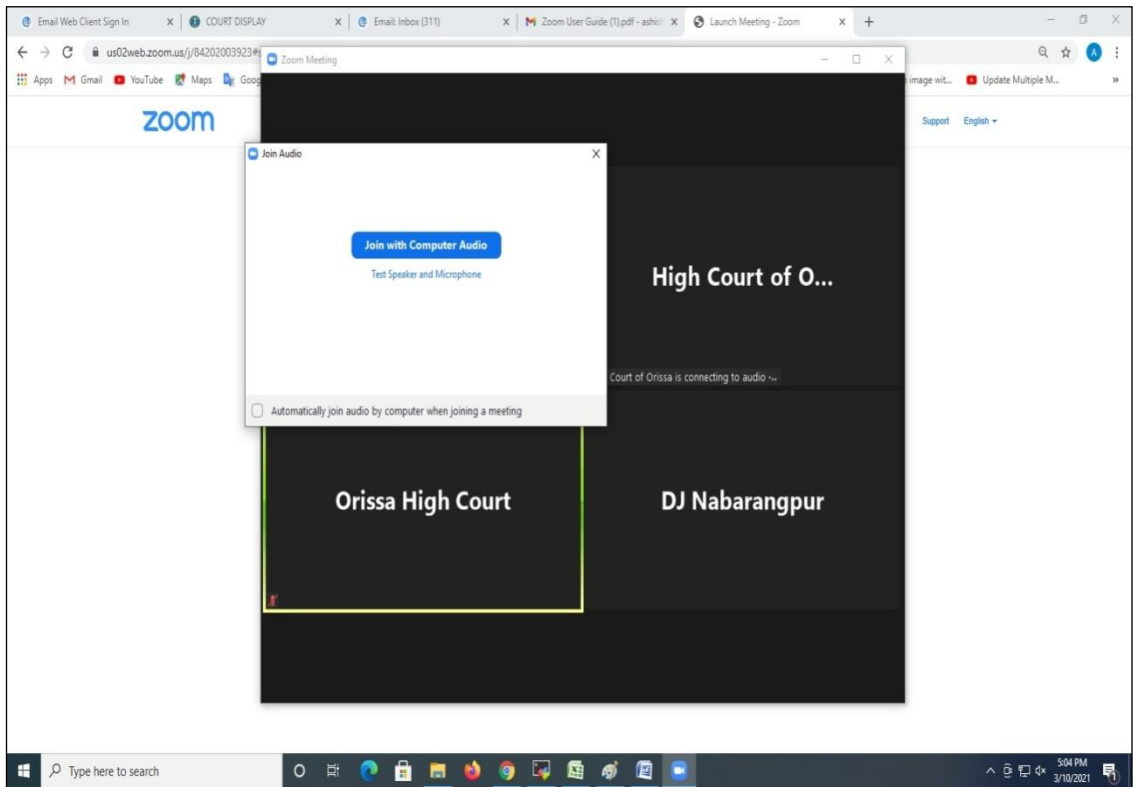 Email Web Client Sign In
COURT DISPLAY
Email: Inbox (311)
Zoom User Guide (1).pdf - ashis
Launch Meeting - Zoom
us02web.zoom.us/j/84202003923#
Zoom Meeting
Apps
Gmail
YouTube
Maps
Goog
image wit...
Update Multiple M...
»
zoom
Support
English
Join Audio
Join with Computer Audio
Test Speaker and Microphone
Automatically join audio by computer when joining a meeting
High Court of O...
Court of Orissa is connecting to audio -...
Orissa High Court
DJ Nabarangpur
Type here to search
5:04 PM
3/10/2021